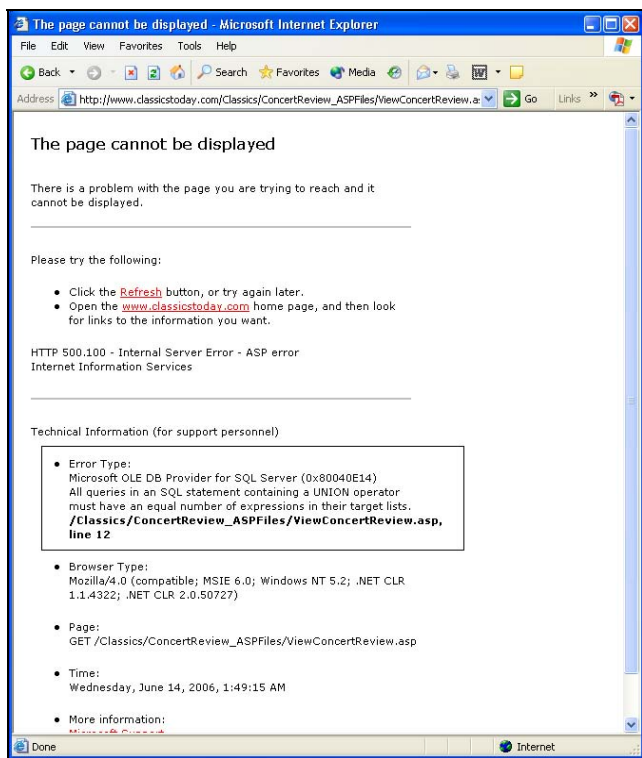 The page cannot be displayed - Microsoft Internet Explorer
File Edit View Favorites Tools Help
Back Search Favorites Media
Address http://www.classicstoday.com/Classics/ConcertReview_ASPFiles/ViewConcertReview.a Go Links »
The page cannot be displayed
There is a problem with the page you are trying to reach and it
cannot be displayed.
Please try the following:
• Click the Refresh button, or try again later.
• Open the www.classicstoday.com home page, and then look
for links to the information you want.
HTTP 500.100 - Internal Server Error - ASP error
Internet Information Services
Technical Information (for support personnel)
• Error Type:
Microsoft OLE DB Provider for SQL Server (0x80040E14)
All queries in an SQL statement containing a UNION operator
must have an equal number of expressions in their target lists.
/Classics/ConcertReview_ASPFiles/ViewConcertReview.asp,
line 12
• Browser Type:
Mozilla/4.0 (compatible; MSIE 6.0; Windows NT 5.2; .NET CLR
1.1.4322; .NET CLR 2.0.50727)
• Page:
GET /Classics/ConcertReview_ASPFiles/ViewConcertReview.asp
• Time:
Wednesday, June 14, 2006, 1:49:15 AM
• More information:
Microsoft Support
Done Internet